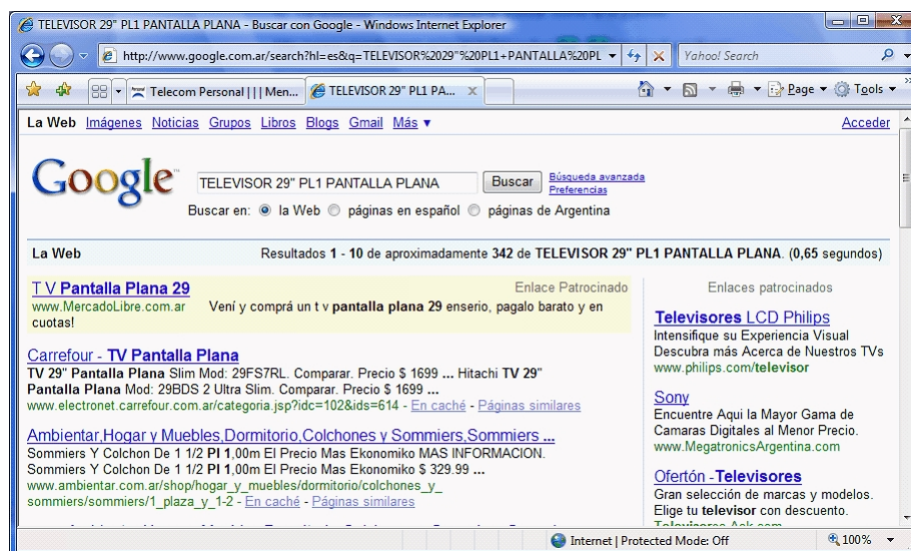 TELEVISOR 29" PL1 PANTALLA PLANA - Buscar con Google - Windows Internet Explorer
http://www.google.com.ar/search?hl=es&q=TELEVISOR%2029"%20PL1+PANTALLA%20PL
Yahoo! Search
Telecom Personal ||| Men...
TELEVISOR 29" PL1 PA...
Page
Tools
La Web Imágenes Noticias Grupos Libros Blogs Gmail Más ▼
Acceder
Google
TELEVISOR 29" PL1 PANTALLA PLANA
Buscar
Búsqueda avanzada
Preferencias
Buscar en: la Web páginas en español páginas de Argentina
La Web
Resultados 1 - 10 de aproximadamente 342 de TELEVISOR 29" PL1 PANTALLA PLANA. (0,65 segundos)
T V Pantalla Plana 29
Enlace Patrocinado
www.MercadoLibre.com.ar Vení y comprá un t v pantalla plana 29 enserio, pagalo barato y en
cuotas!
Carrefour - TV Pantalla Plana
TV 29" Pantalla Plana Slim Mod: 29FS7RL. Comparar. Precio $ 1699 ... Hitachi TV 29"
Pantalla Plana Mod: 29BDS 2 Ultra Slim. Comparar. Precio $ 1699 ...
www.electronet.carrefour.com.ar/categoria.jsp?idc=102&ids=614 - En caché - Páginas similares
Ambientar,Hogar y Muebles,Dormitorio,Colchones y Sommiers,Sommiers ...
Sommiers Y Colchon De 1 1/2 Pl 1,00m El Precio Mas Ekonomiko MAS INFORMACION.
Sommiers Y Colchon De 1 1/2 Pl 1,00m El Precio Mas Ekonomiko $ 329.99 ...
www.ambientar.com.ar/shop/hogar_y_muebles/dormitorio/colchones_y_
sommiers/sommiers/1_plaza_y_1-2 - En caché - Páginas similares
Enlaces patrocinados
Televisores LCD Philips
Intensifique su Experiencia Visual
Descubra más Acerca de Nuestros TVs
www.philips.com/televisor
Sony
Encuentre Aqui la Mayor Gama de
Camaras Digitales al Menor Precio.
www.MegatronicsArgentina.com
Ofertón -Televisores
Gran selección de marcas y modelos.
Elige tu televisor con descuento.
Televisores.Ask.com
Internet | Protected Mode: Off
100%